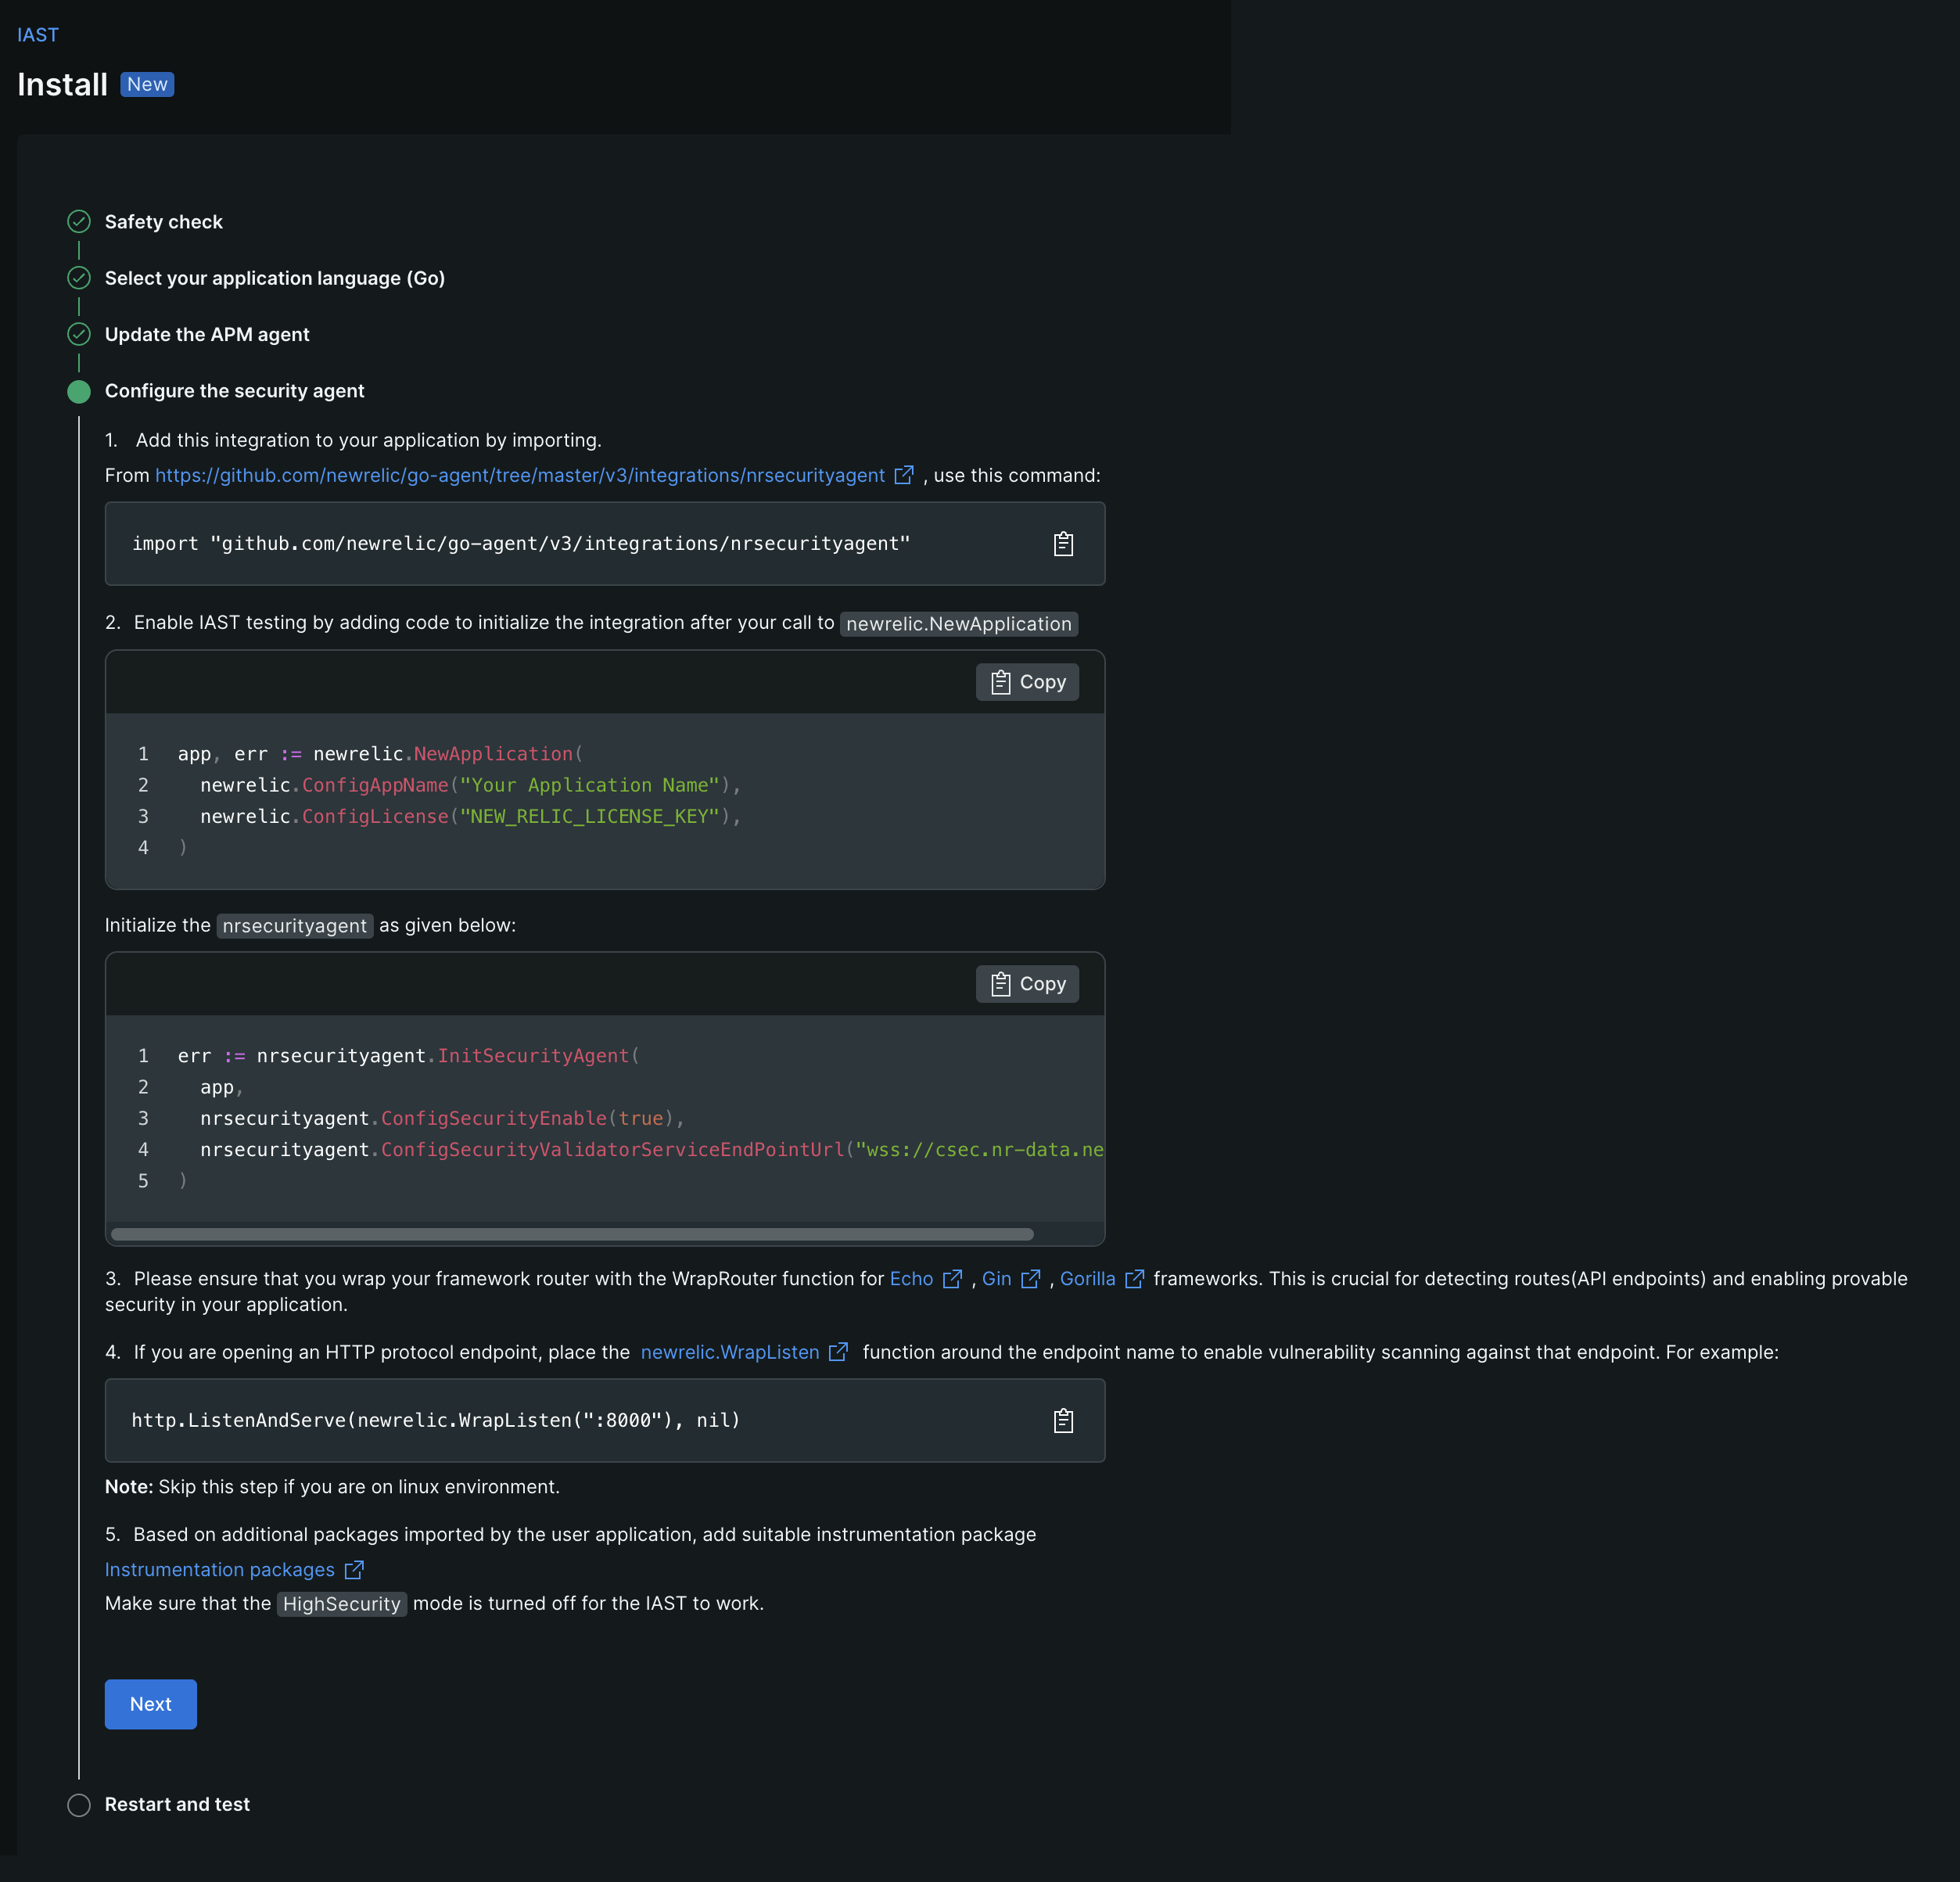 IAST
Install New
Safety check
Select your application language (Go)
Update the APM agent
Configure the security agent
1. Add this integration to your application by importing.
From https://github.com/newrelic/go-agent/tree/master/v3/integrations/nrsecurityagent , use this command:
import "github.com/newrelic/go-agent/v3/integrations/nrsecurityagent"
2. Enable IAST testing by adding code to initialize the integration after your call to newrelic.NewApplication
Copy
1 app, err := newrelic.NewApplication(
2 newrelic.ConfigAppName("Your Application Name"),
3 newrelic.ConfigLicense("NEW_RELIC_LICENSE_KEY"),
4 )
Initialize the nrsecurityagent as given below:
Copy
1 err := nrsecurityagent.InitSecurityAgent(
2 app,
3 nrsecurityagent.ConfigSecurityEnable(true),
4 nrsecurityagent.ConfigSecurityValidatorServiceEndPointUrl("wss://csec.nr-data.ne
5 )
3. Please ensure that you wrap your framework router with the WrapRouter function for Echo , Gin , Gorilla frameworks. This is crucial for detecting routes(API endpoints) and enabling provable
security in your application.
4. If you are opening an HTTP protocol endpoint, place the newrelic.WrapListen function around the endpoint name to enable vulnerability scanning against that endpoint. For example:
http.ListenAndServe(newrelic.WrapListen(":8000"), nil)
Note: Skip this step if you are on linux environment.
5. Based on additional packages imported by the user application, add suitable instrumentation package
Instrumentation packages
Make sure that the HighSecurity mode is turned off for the IAST to work.
Next
Restart and test